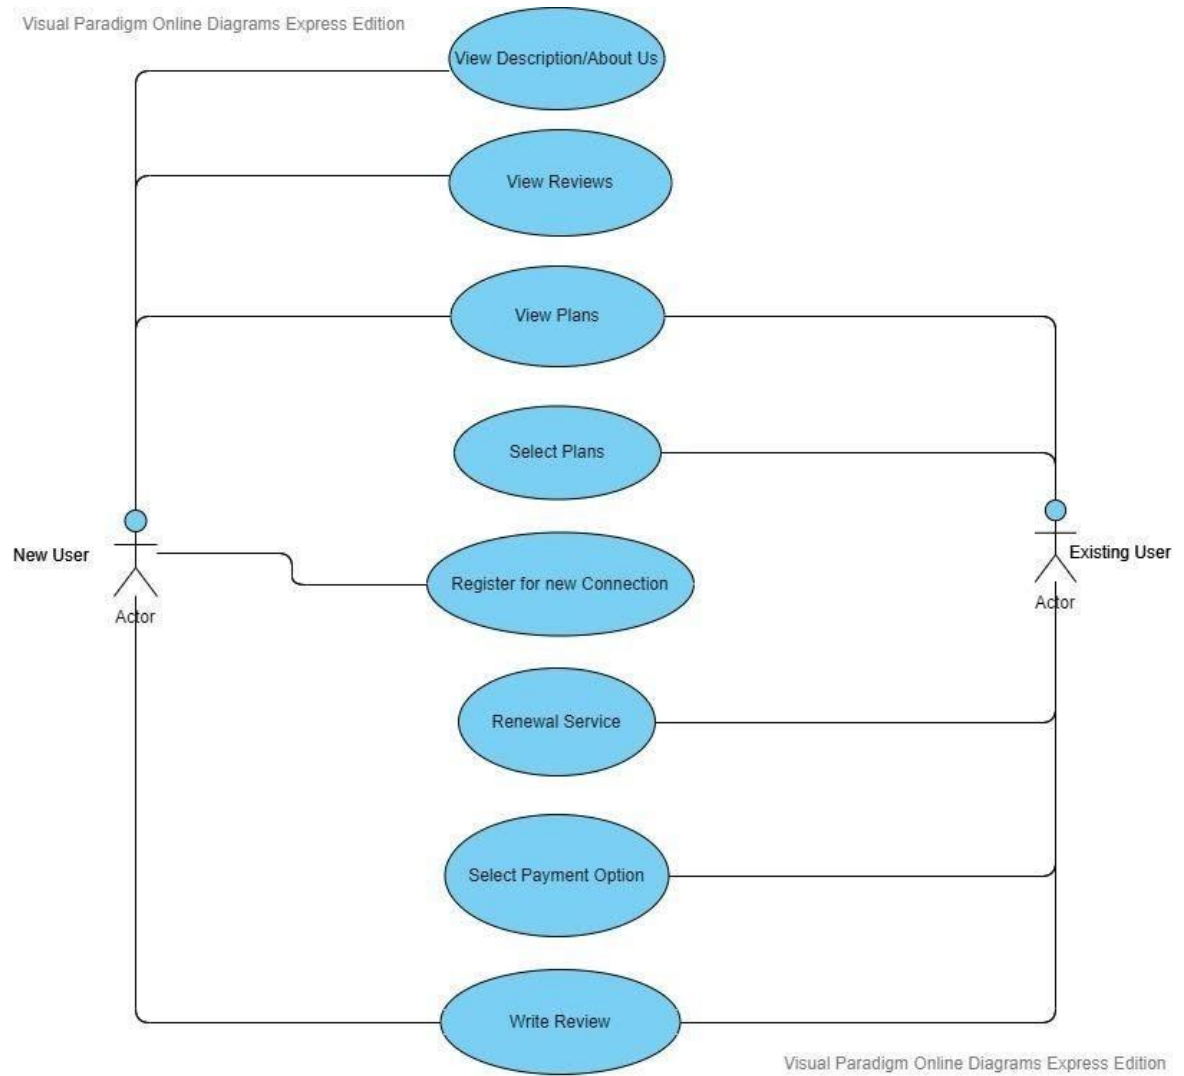 Visual Paradigm Online Diagrams Express Edition
View Description/About Us
View Reviews
View Plans
Select Plans
New User
Actor
Register for new Connection
Existing User
Actor
Renewal Service
Select Payment Option
Write Review
Visual Paradigm Online Diagrams Express Edition